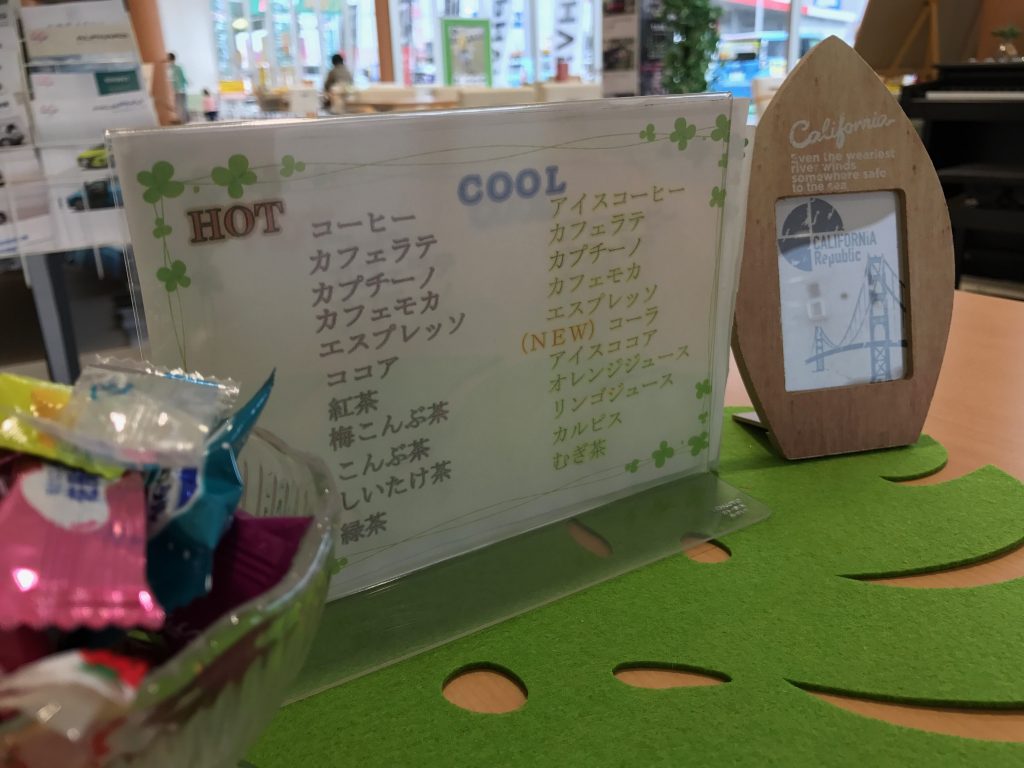 HOT
コーヒー
カフェラテ
カプチーノ
カフェモカ
エスプレッソ
ココア
紅茶
梅こんぶ茶
こんぶ茶
しいたけ茶
緑茶
COOL
アイスコーヒー
カフェラテ
カプチーノ
カフェモカ
エスプレッソ
(NEW) コーラ
アイスココア
オレンジジュース
リンゴジュース
カルピス
むぎ茶
California
Even the weariest
river winds
somewhere safe
to the sea.
CALIFORNIA
Republic